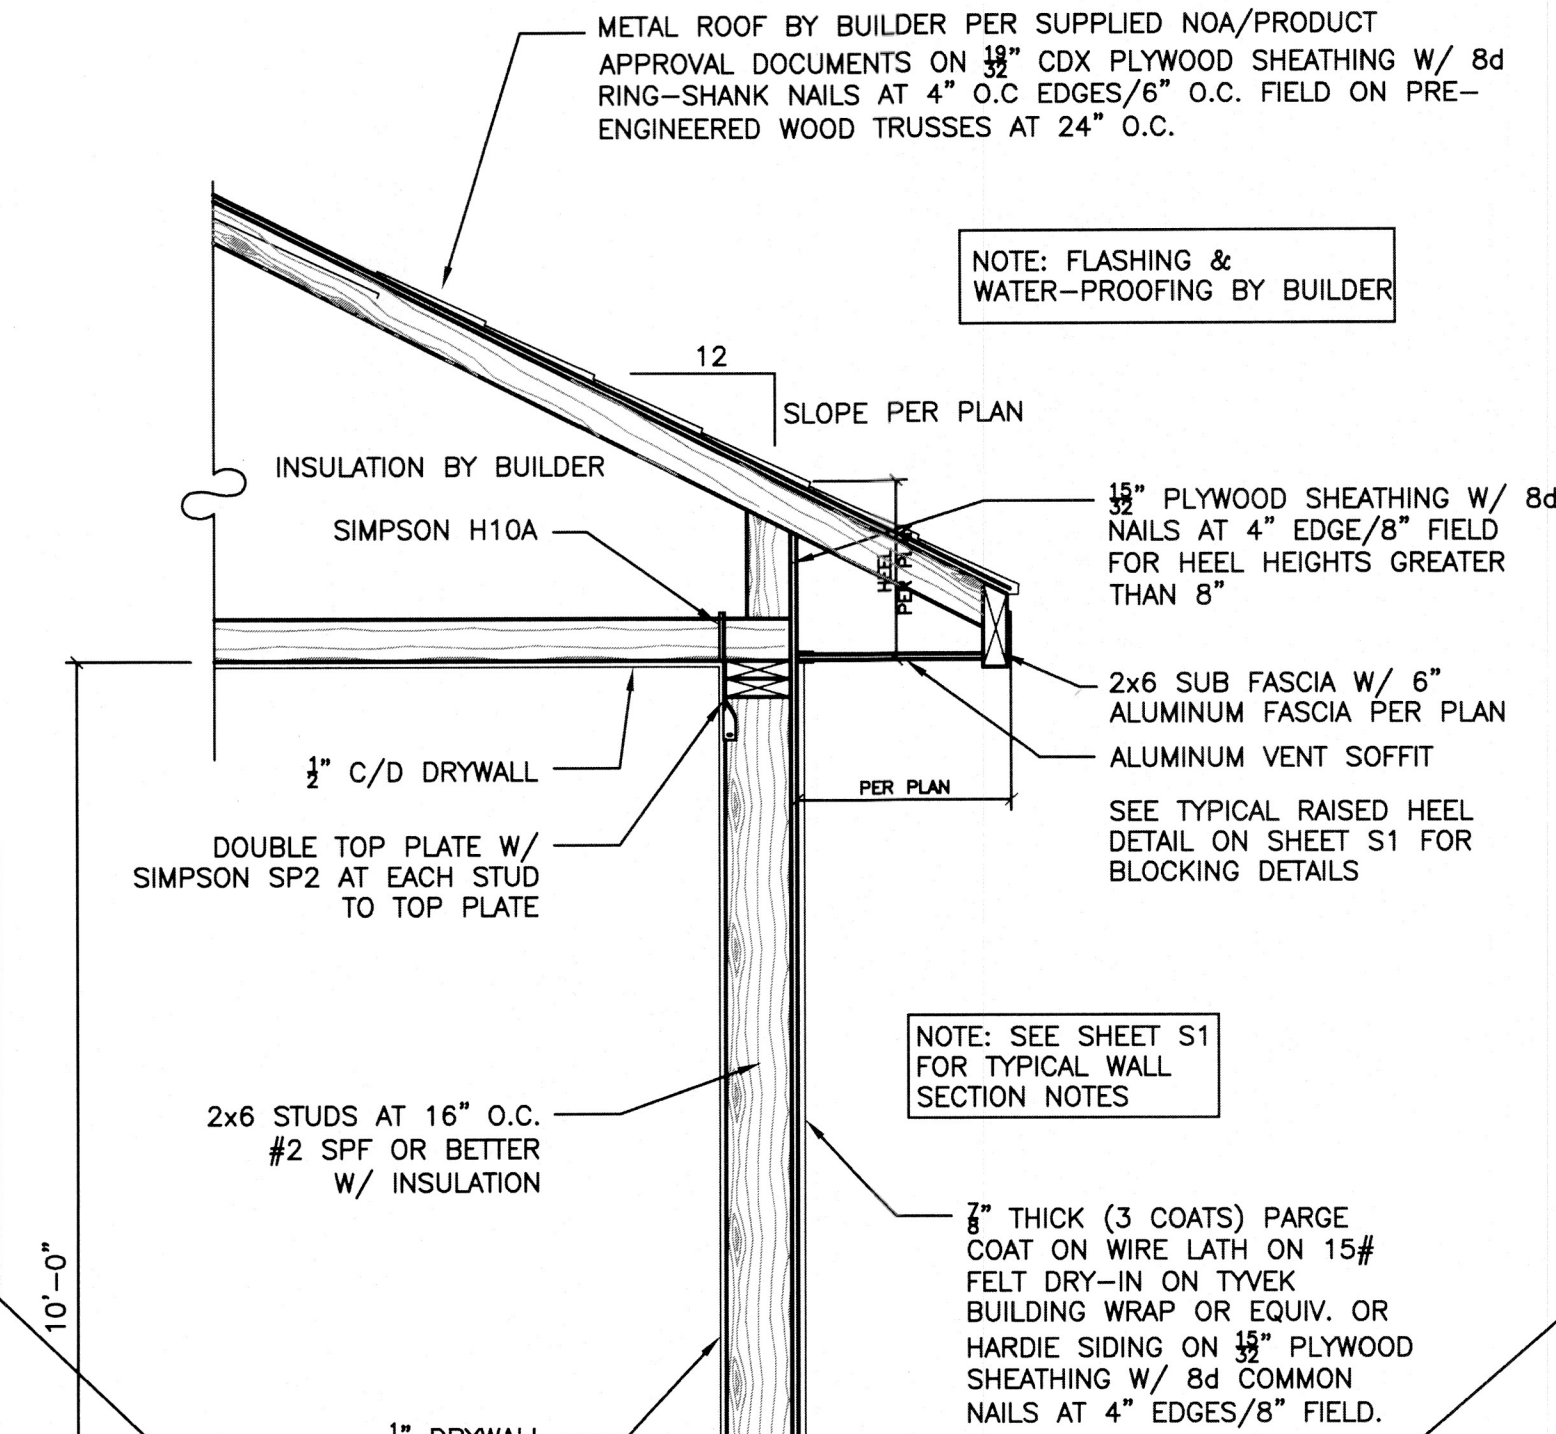 METAL ROOF BY BUILDER PER SUPPLIED NOA/PRODUCT
APPROVAL DOCUMENTS ON 19/32" CDX PLYWOOD SHEATHING W/ 8d
RING-SHANK NAILS AT 4" O.C EDGES/6" O.C. FIELD ON PRE-
ENGINEERED WOOD TRUSSES AT 24" O.C.
NOTE: FLASHING &
WATER-PROOFING BY BUILDER
12
SLOPE PER PLAN
INSULATION BY BUILDER
SIMPSON H10A
15/32" PLYWOOD SHEATHING W/ 8d
NAILS AT 4" EDGE/8" FIELD
FOR HEEL HEIGHTS GREATER
THAN 8"
HEEL
PER
2x6 SUB FASCIA W/ 6"
ALUMINUM FASCIA PER PLAN
ALUMINUM VENT SOFFIT
1/2" C/D DRYWALL
PER PLAN
SEE TYPICAL RAISED HEEL
DETAIL ON SHEET S1 FOR
BLOCKING DETAILS
DOUBLE TOP PLATE W/
SIMPSON SP2 AT EACH STUD
TO TOP PLATE
NOTE: SEE SHEET S1
FOR TYPICAL WALL
SECTION NOTES
2x6 STUDS AT 16" O.C.
#2 SPF OR BETTER
W/ INSULATION
10'-0"
7/8" THICK (3 COATS) PARGE
COAT ON WIRE LATH ON 15#
FELT DRY-IN ON TYVEK
BUILDING WRAP OR EQUIV. OR
HARDIE SIDING ON 15/32" PLYWOOD
SHEATHING W/ 8d COMMON
NAILS AT 4" EDGES/8" FIELD.
DRYWALL